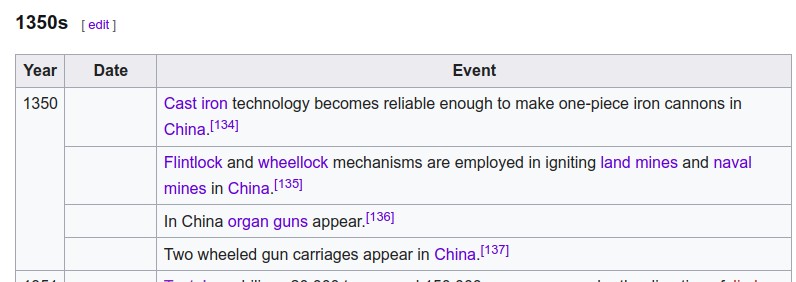 1350s [ edit ]
Year Date Event
1350 Cast iron technology becomes reliable enough to make one-piece iron cannons in
China.[134]
Flintlock and wheellock mechanisms are employed in igniting land mines and naval
mines in China.[135]
In China organ guns appear.[136]
Two wheeled gun carriages appear in China.[137]